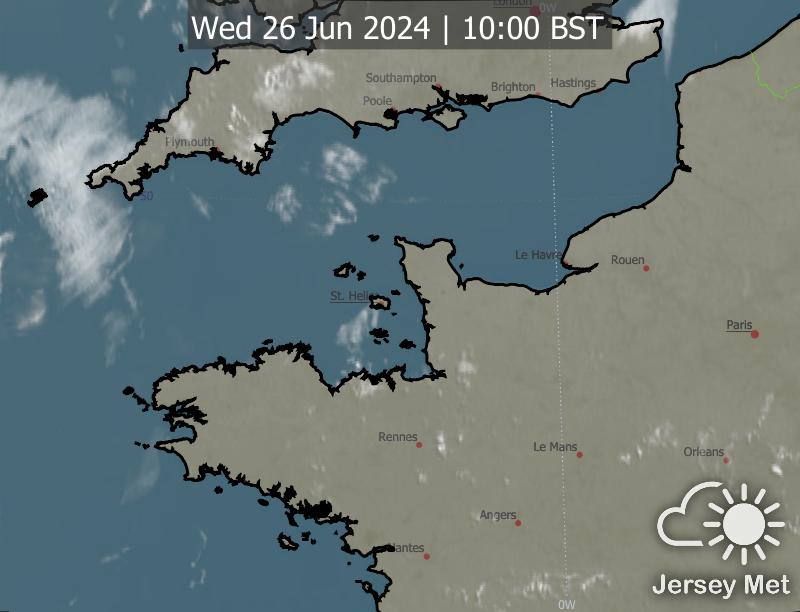 London
0W
Wed 26 Jun 2024 | 10:00 BST
Southampton
Brighton
Hastings
Poole
Plymouth
50
Le Havre
Rouen
St. Helier
Paris
Rennes
Le Mans
Orleans
Angers
Nantes
Jersey Met
0W